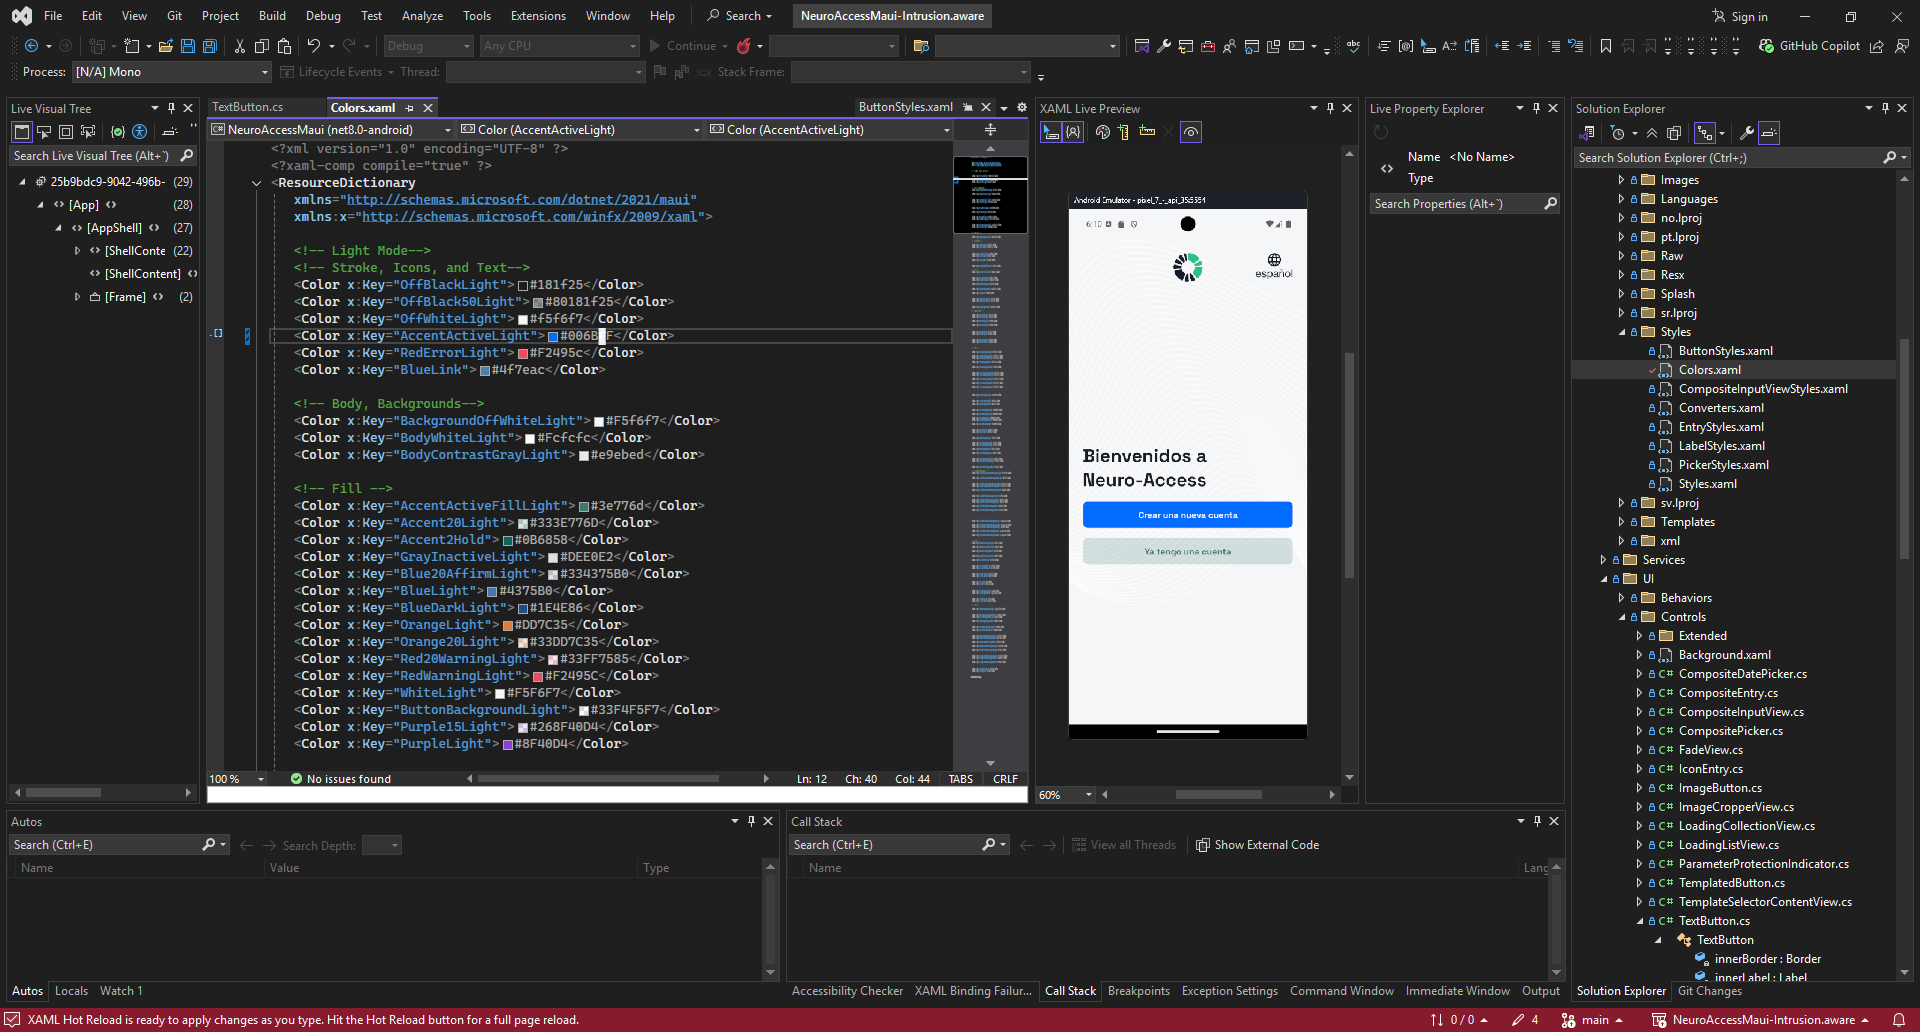 File Edit View Git Project Build Debug Test Analyze Tools Extensions Window Help Search NeuroAccessMaui-Intrusion.aware Sign in
Debug Any CPU Continue GitHub Copilot
Process: [N/A] Mono Lifecycle Events Thread: Stack Frame:
Live Visual Tree
Search Live Visual Tree (Alt+`)
25b9bdc9-9042-496b- (29)
[App] (28)
[AppShell] (27)
[ShellConte (22)
[ShellContent]
[Frame] (2)
TextButton.cs Colors.xaml ButtonStyles.xaml
NeuroAccessMaui (net8.0-android) Color (AccentActiveLight) Color (AccentActiveLight)
<?xml version="1.0" encoding="UTF-8" ?>
<?xaml-comp compile="true" ?>
<ResourceDictionary
xmlns="http://schemas.microsoft.com/dotnet/2021/maui"
xmlns:x="http://schemas.microsoft.com/winfx/2009/xaml">
<!-- Light Mode-->
<!-- Stroke, Icons, and Text-->
<Color x:Key="OffBlackLight">#181f25</Color>
<Color x:Key="OffBlack50Light">#80181f25</Color>
<Color x:Key="OffWhiteLight">#f5f6f7</Color>
<Color x:Key="AccentActiveLight">#006B F</Color>
<Color x:Key="RedErrorLight">#F2495c</Color>
<Color x:Key="BlueLink">#4f7eac</Color>
<!-- Body, Backgrounds-->
<Color x:Key="BackgroundOffWhiteLight">#F5f6f7</Color>
<Color x:Key="BodyWhiteLight">#Fcfcfc</Color>
<Color x:Key="BodyContrastGrayLight">#e9ebed</Color>
<!-- Fill -->
<Color x:Key="AccentActiveFillLight">#3e776d</Color>
<Color x:Key="Accent20Light">#333E776D</Color>
<Color x:Key="Accent2Hold">#0B6858</Color>
<Color x:Key="GrayInactiveLight">#DEE0E2</Color>
<Color x:Key="Blue20AffirmLight">#334375B0</Color>
<Color x:Key="BlueLight">#4375B0</Color>
<Color x:Key="BlueDarkLight">#1E4E86</Color>
<Color x:Key="OrangeLight">#DD7C35</Color>
<Color x:Key="Orange20Light">#33DD7C35</Color>
<Color x:Key="Red20WarningLight">#33FF7585</Color>
<Color x:Key="RedWarningLight">#F2495C</Color>
<Color x:Key="WhiteLight">#F5F6F7</Color>
<Color x:Key="ButtonBackgroundLight">#33F4F5F7</Color>
<Color x:Key="Purple15Light">#268F40D4</Color>
<Color x:Key="PurpleLight">#8F40D4</Color>
100 % No issues found Ln: 12 Ch: 40 Col: 44 TABS CRLF
XAML Live Preview
Android Emulator - pixel_7_-_api_35:5554
6:10
español
Bienvenidos a
Neuro-Access
Crear una nueva cuenta
Ya tengo una cuenta
60%
Live Property Explorer
Name <No Name>
Type
Search Properties (Alt+`)
Solution Explorer
Search Solution Explorer (Ctrl+;)
Images
Languages
no.lproj
pt.lproj
Raw
Resx
Splash
sr.lproj
Styles
ButtonStyles.xaml
Colors.xaml
CompositeInputViewStyles.xaml
Converters.xaml
EntryStyles.xaml
LabelStyles.xaml
PickerStyles.xaml
Styles.xaml
sv.lproj
Templates
xml
Services
UI
Behaviors
Controls
Extended
Background.xaml
CompositeDatePicker.cs
CompositeEntry.cs
CompositeInputView.cs
CompositePicker.cs
FadeView.cs
IconEntry.cs
ImageButton.cs
ImageCropperView.cs
LoadingCollectionView.cs
LoadingListView.cs
ParameterProtectionIndicator.cs
TemplatedButton.cs
TemplateSelectorContentView.cs
TextButton.cs
TextButton
innerBorder : Border
innerLabel : Label
Solution Explorer Git Changes
Autos
Search (Ctrl+E) Search Depth:
Name Value Type
Autos Locals Watch 1
Call Stack
Search (Ctrl+E) View all Threads Show External Code
Name Lang
Accessibility Checker XAML Binding Failur... Call Stack Breakpoints Exception Settings Command Window Immediate Window Output
XAML Hot Reload is ready to apply changes as you type. Hit the Hot Reload button for a full page reload. 0 / 0 4 main NeuroAccessMaui-Intrusion.aware